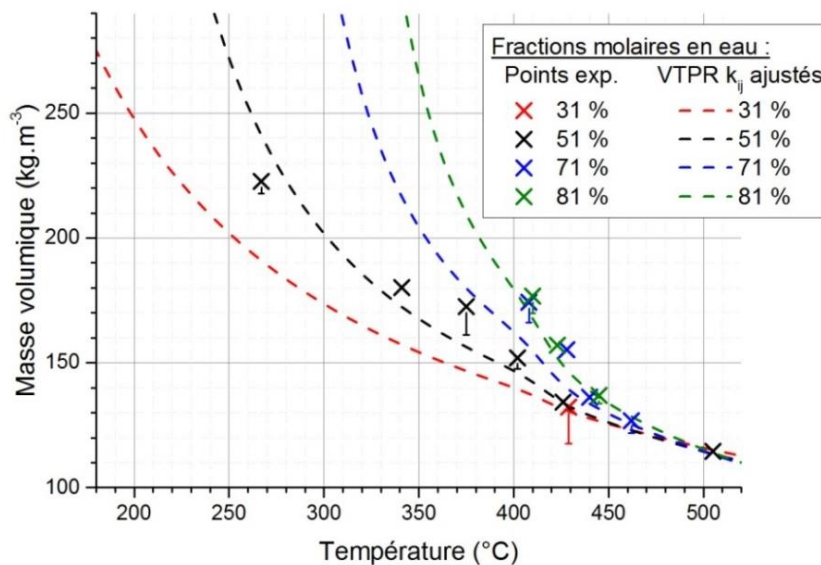 Fractions molaires en eau :
Points exp. VTPR kij ajustés
31 % 31 %
51 % 51 %
71 % 71 %
81 % 81 %
250
200
150
100
Masse volumique (kg.m-3)
200 250 300 350 400 450 500
Température (°C)